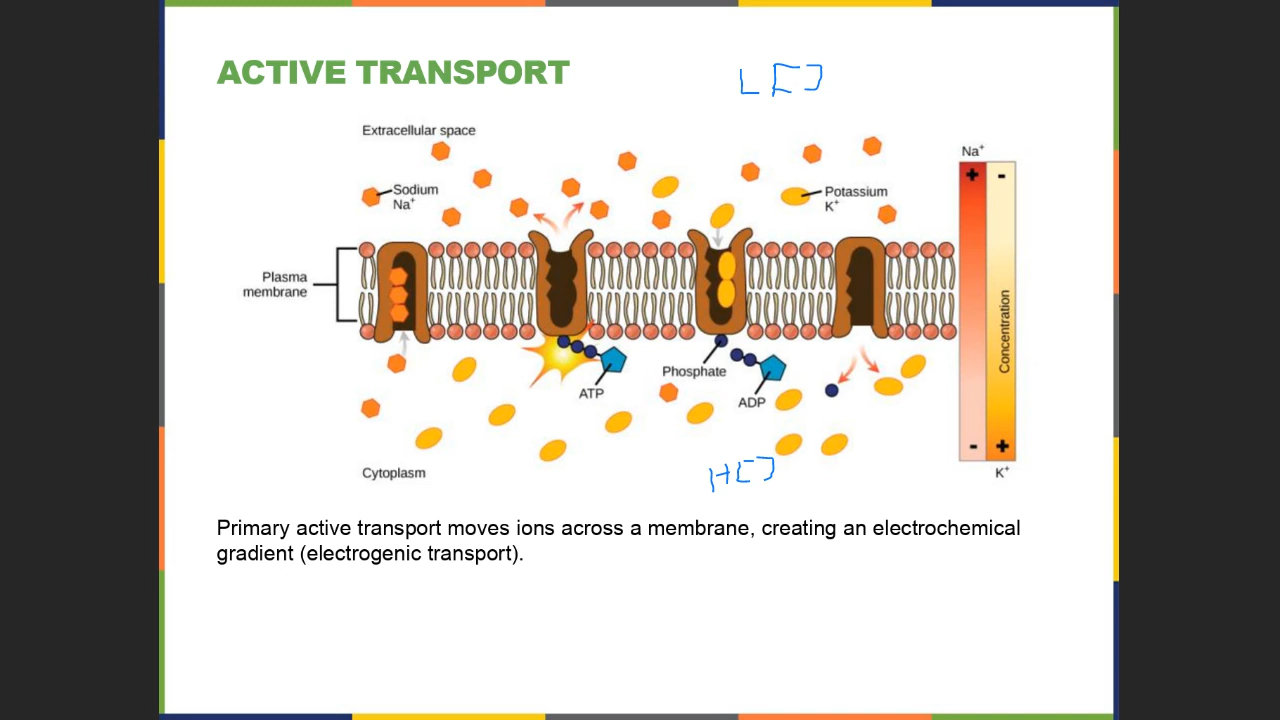 ACTIVE TRANSPORT
L []
Extracellular space
Na⁺
+ -
Sodium
Na⁺
Potassium
K⁺
Plasma
membrane
Concentration
Phosphate
ATP
ADP
- +
Cytoplasm
H[]
K⁺
Primary active transport moves ions across a membrane, creating an electrochemical
gradient (electrogenic transport).